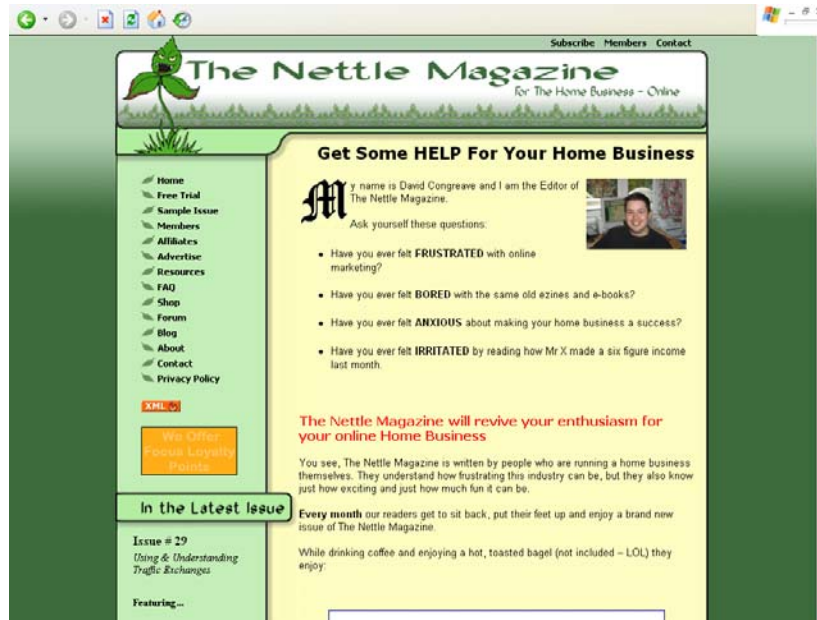 Subscribe Members Contact
The Nettle Magazine
for The Home Business - Online
Get Some HELP For Your Home Business
My name is David Congreave and I am the Editor of
The Nettle Magazine.
Ask yourself these questions:
Have you ever felt FRUSTRATED with online
marketing?
Have you ever felt BORED with the same old ezines and e-books?
Have you ever felt ANXIOUS about making your home business a success?
Have you ever felt IRRITATED by reading how Mr X made a six figure income
last month.
The Nettle Magazine will revive your enthusiasm for
your online Home Business
You see, The Nettle Magazine is written by people who are running a home business
themselves. They understand how frustrating this industry can be, but they also know
just how exciting and just how much fun it can be.
Every month our readers get to sit back, put their feet up and enjoy a brand new
issue of The Nettle Magazine.
While drinking coffee and enjoying a hot, toasted bagel (not included – LOL) they
enjoy:
Home
Free Trial
Sample Issue
Members
Affiliates
Advertise
Resources
FAQ
Shop
Forum
Blog
About
Contact
Privacy Policy
XML
We Offer
Focus Loyalty
Points
In the Latest Issue
Issue # 29
Using & Understanding
Traffic Exchanges
Featuring...